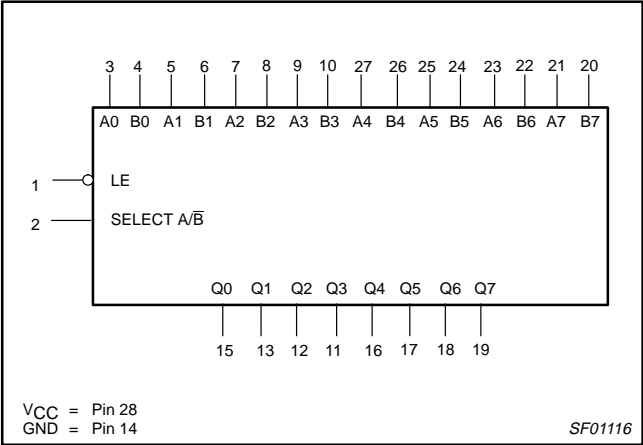 3 4 5 6 7 8 9 10 27 26 25 24 23 22 21 20
A0 B0 A1 B1 A2 B2 A3 B3 A4 B4 A5 B5 A6 B6 A7 B7
1 LE
2 SELECT A/B̅
Q0 Q1 Q2 Q3 Q4 Q5 Q6 Q7
15 13 12 11 16 17 18 19
VCC = Pin 28
GND = Pin 14
SF01116